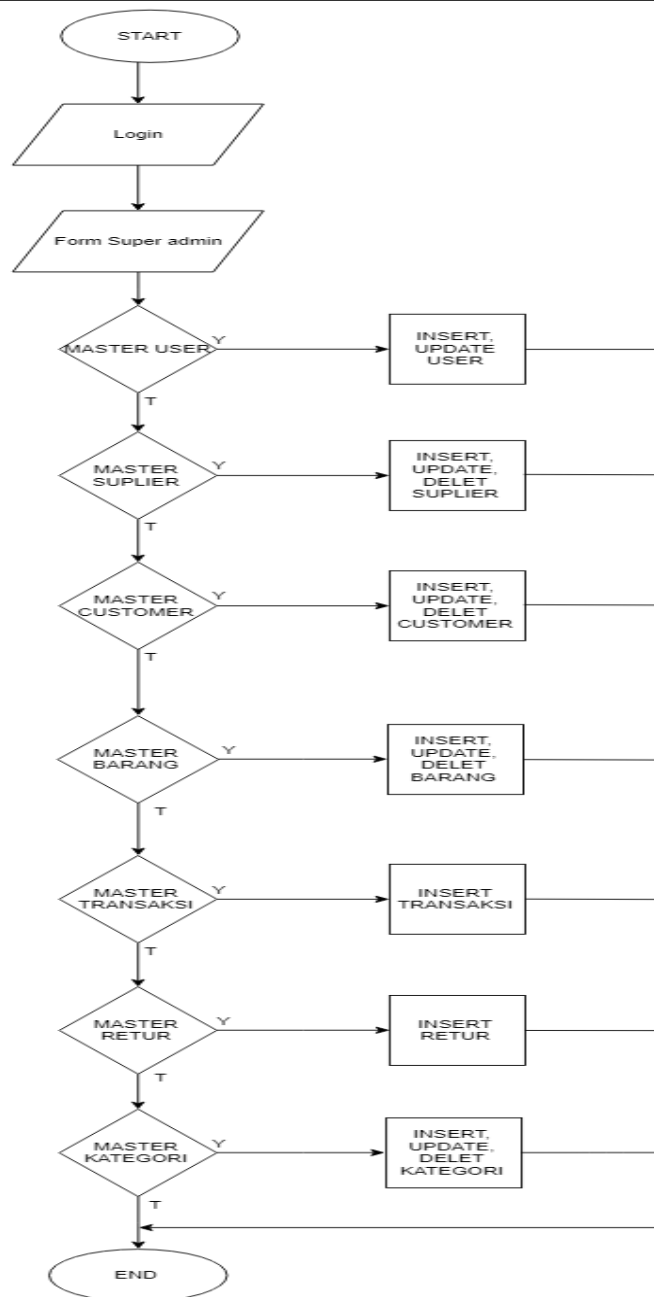 START
Login
Form Super admin
MASTER USER
Y
INSERT,
UPDATE
USER
T
MASTER
SUPLIER
Y
INSERT,
UPDATE,
DELET
SUPLIER
T
MASTER
CUSTOMER
Y
INSERT,
UPDATE,
DELET
CUSTOMER
T
MASTER
BARANG
Y
INSERT,
UPDATE,
DELET
BARANG
T
MASTER
TRANSAKSI
Y
INSERT
TRANSAKSI
T
MASTER
RETUR
Y
INSERT
RETUR
T
MASTER
KATEGORI
Y
INSERT,
UPDATE,
DELET
KATEGORI
T
END